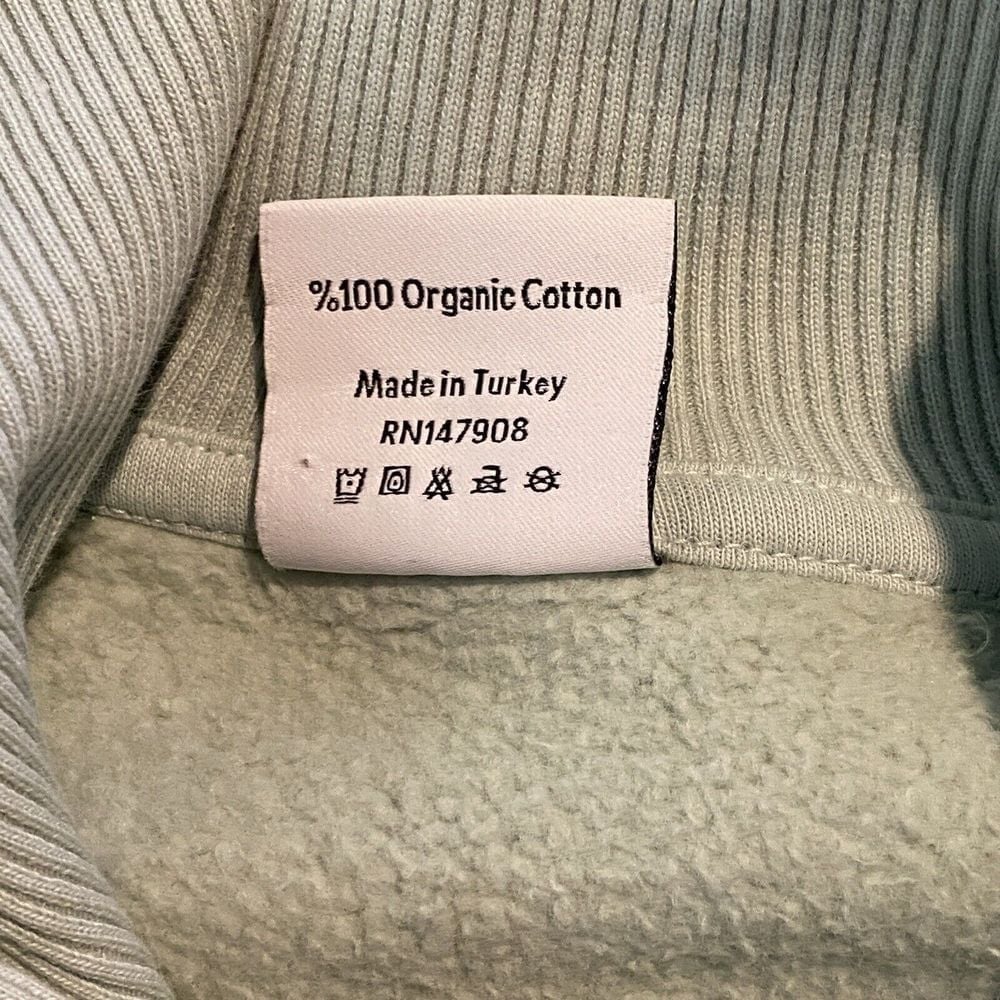 %100 Organic Cotton
Made in Turkey
RN147908